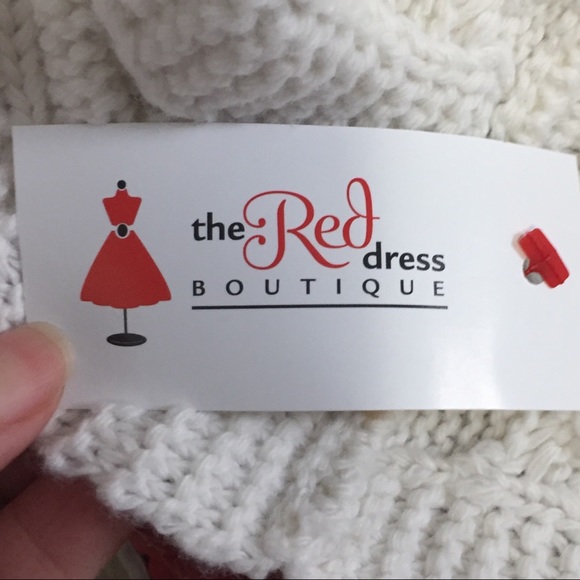 the Red
dress
BOUTIQUE